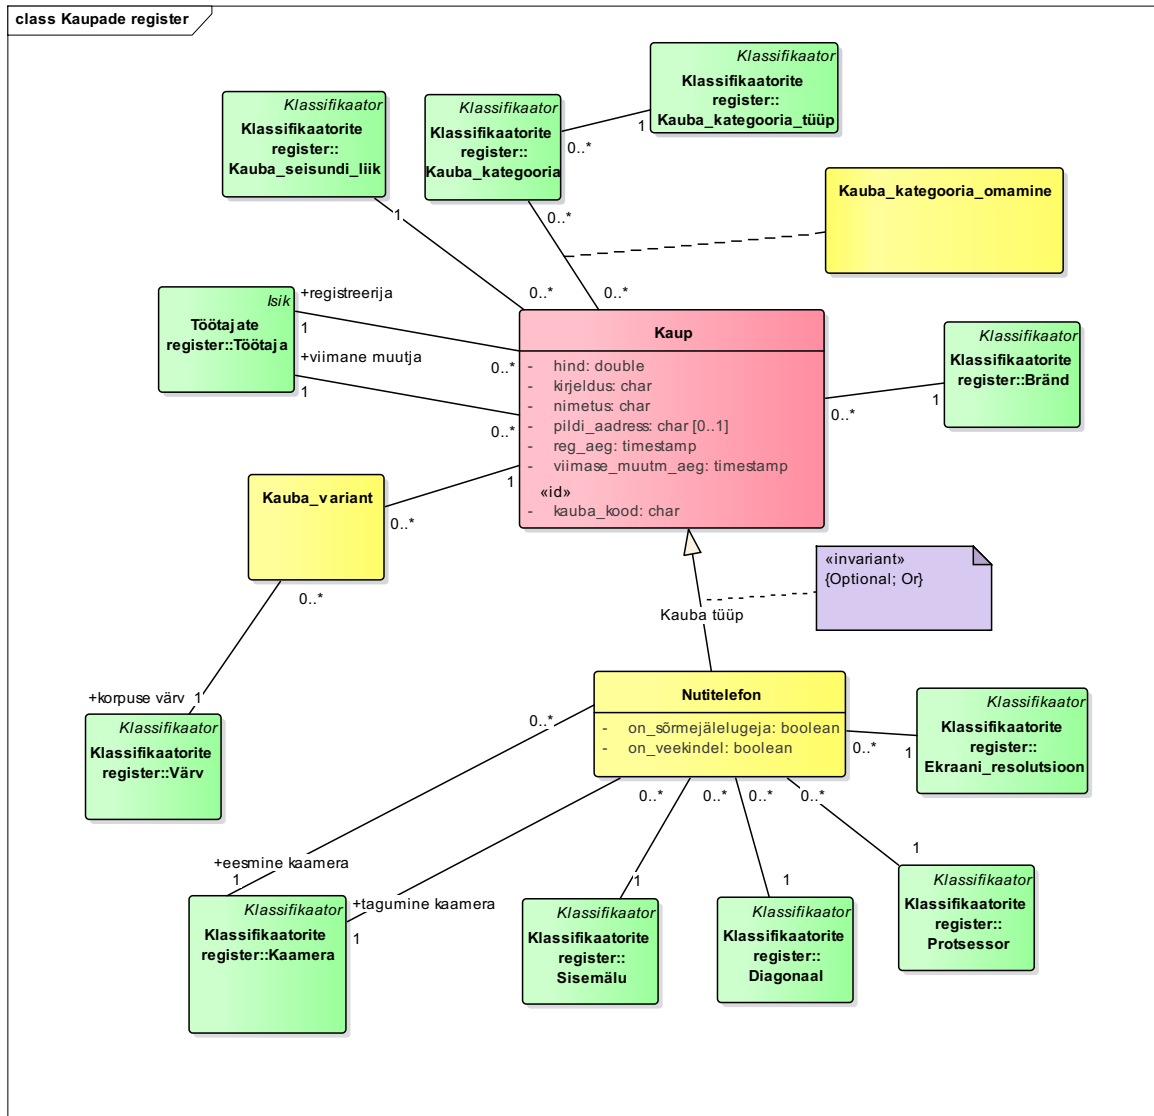 class Kaupade register
Klassifikaator
Klassifikaatorite
register::
Kauba_kategooria_tüüp
Klassifikaator
Klassifikaatorite
register::
Kauba_seisundi_liik
Klassifikaator
Klassifikaatorite
register::
Kauba_kategooria
1
0..*
Kauba_kategooria_omamine
1
0..*
0..*
0..*
Isik
Töötajate
register::Töötaja
+registreerija
1
0..*
+viimane muutja
1
0..*
Kaup
- hind: double
- kirjeldus: char
- nimetus: char
- pildi_aadress: char [0..1]
- reg_aeg: timestamp
- viimase_muutm_aeg: timestamp
«id»
- kauba_kood: char
Klassifikaator
Klassifikaatorite
register::Bränd
1
0..*
Kauba_variant
1
0..*
0..*
«invariant»
{Optional; Or}
Kauba tüüp
+korpuse värv 1
Klassifikaator
Klassifikaatorite
register::Värv
Nutitelefon
- on_sõrmejälelugeja: boolean
- on_veekindel: boolean
Klassifikaator
Klassifikaatorite
register::
Ekraani_resolutsioon
0..*
0..*
1
0..*
0..*
0..*
0..*
+eesmine kaamera
1
+tagumine kaamera
1
1
1
1
Klassifikaator
Klassifikaatorite
register::Kaamera
Klassifikaator
Klassifikaatorite
register::
Sisemälu
Klassifikaator
Klassifikaatorite
register::
Diagonaal
Klassifikaator
Klassifikaatorite
register::
Protsessor